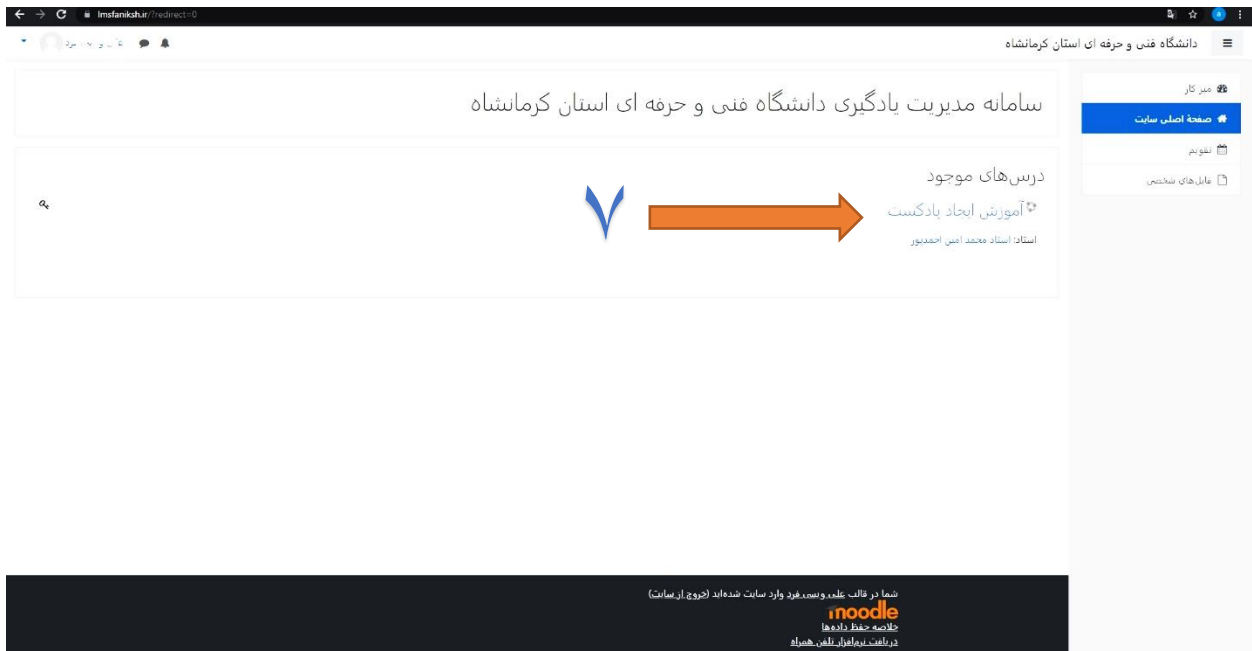 lmsfaniksh.ir/?redirect=0
دانشگاه فنی و حرفه ای استان کرمانشاه
میز کار
صفحهٔ اصلی سایت
تقویم
فایل‌های شخصی
سامانه مدیریت یادگیری دانشگاه فنی و حرفه ای استان کرمانشاه
درس‌های موجود
آموزش ایجاد پادکست
استاد: استاد محمد امین احمدپور
۷
شما در قالب علی ویسی فرد وارد سایت شده‌اید (خروج از سایت)
moodle
خلاصه حفظ داده‌ها
دریافت نرم‌افزار تلفن همراه